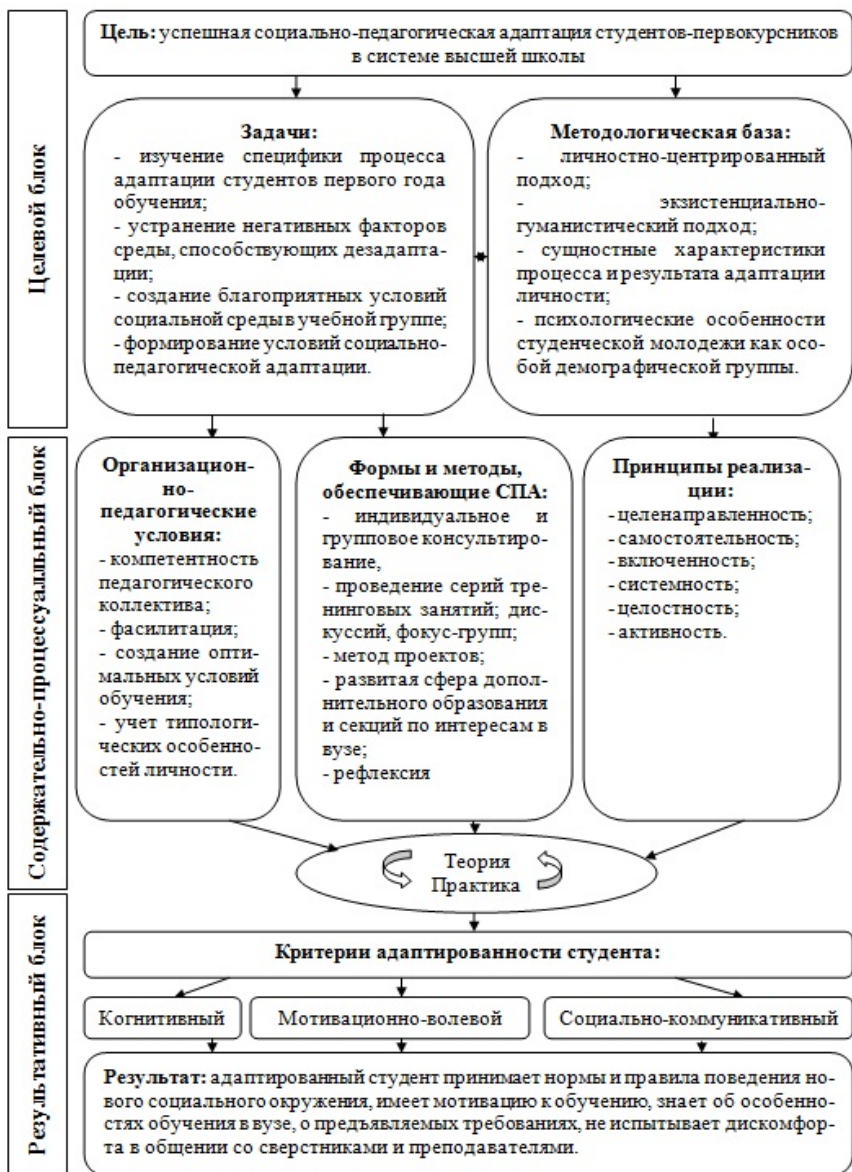 Целевой блок
Цель: успешная социально-педагогическая адаптация студентов-первокурсников
в системе высшей школы
Задачи:
- изучение специфики процесса
адаптации студентов первого года
обучения;
- устранение негативных факторов
среды, способствующих дезадапта-
ции;
- создание благоприятных условий
социальной среды в учебной группе;
- формирование условий социально-
педагогической адаптации.
Методологическая база:
- личностно-центрированный
подход;
- экзистенциально-
гуманистический подход;
- сущностные характеристики
процесса и результата адаптации
личности;
- психологические особенности
студенческой молодежи как осо-
бой демографической группы.
Содержательно-процессуалльный блок
Организацион-
но-
педагогические
условия:
- компетентность
педагогического
коллектива;
- фасилитация;
- создание опти-
мальных условий
обучения;
- учет типологи-
ческих особеннос-
тей личности.
Формы и методы,
обеспечивающие СПА:
- индивидуальное и
групповое консультиро-
вание,
- проведение серий тре-
нинговых занятий; дис-
куссий, фокус-групп;
- метод проектов;
- развитая сфера допол-
нительного образования
и секций по интересам в
вузе;
- рефлексия
Принципы реализа-
ции:
- целенаправленность;
- самостоятельность;
- включенность;
- системность;
- целостность;
- активность.
Теория
Практика
Результативный блок
Критерии адаптированности студента:
Когнитивный
Мотивационно-волевой
Социально-коммуникативный
Результат: адаптированный студент принимает нормы и правила поведения но-
вого социального окружения, имеет мотивацию к обучению, знает об особенно-
стях обучения в вузе, о предъявляемых требованиях, не испытывает дискомфор-
та в общении со сверстниками и преподавателями.